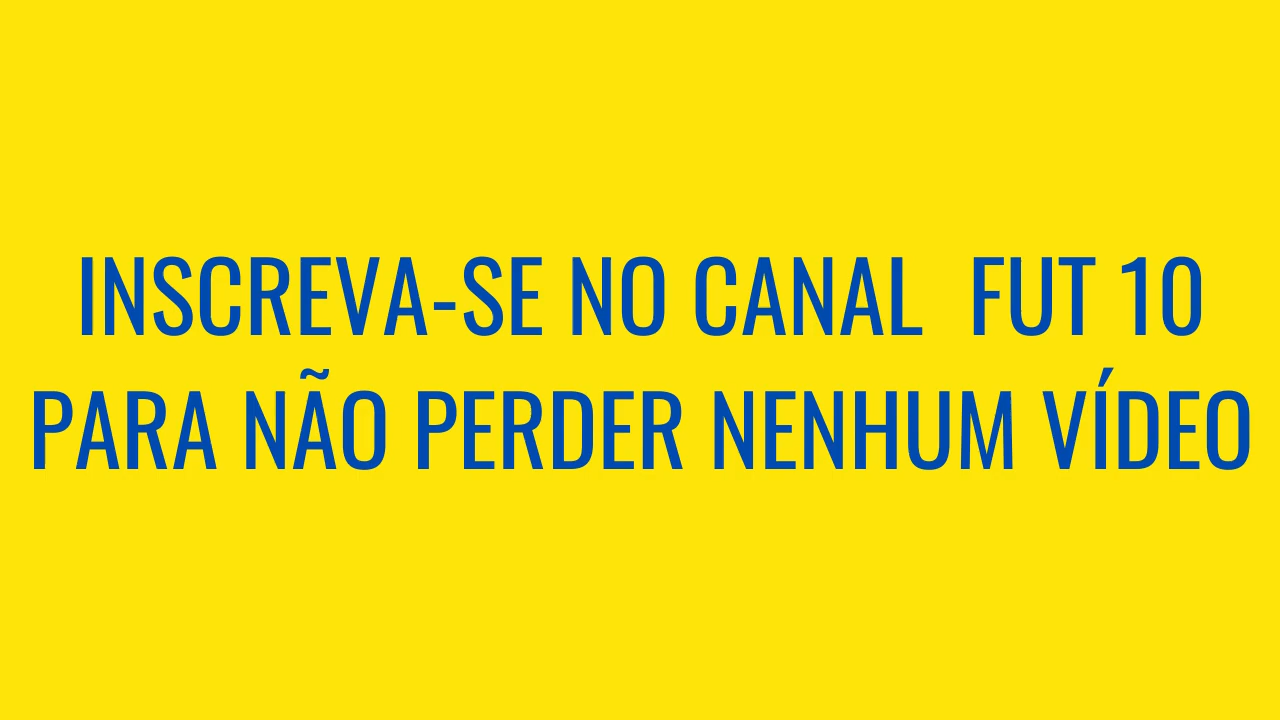 INSCREVA-SE NO CANAL  FUT 10
PARA NÃO PERDER NENHUM VÍDEO